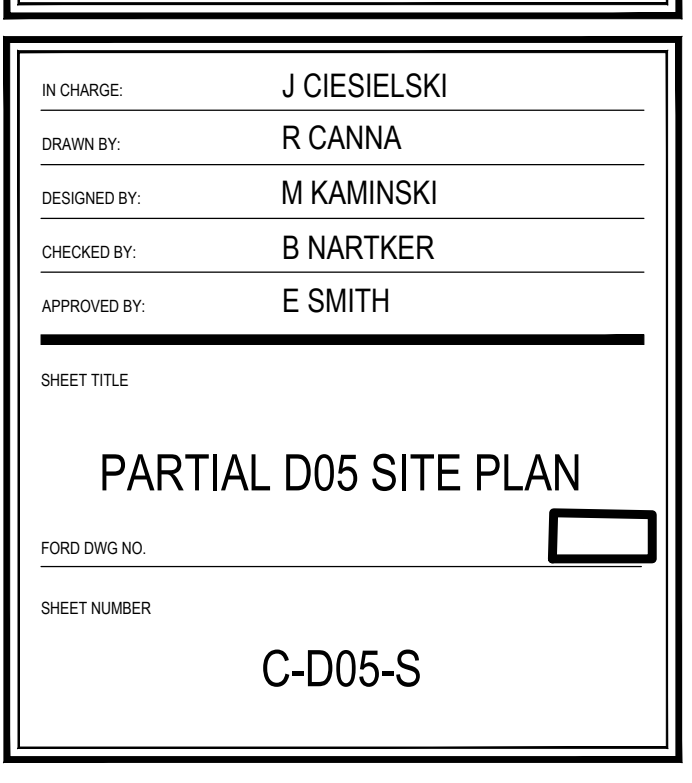 IN CHARGE: J CIESIELSKI
DRAWN BY: R CANNA
DESIGNED BY: M KAMINSKI
CHECKED BY: B NARTKER
APPROVED BY: E SMITH
SHEET TITLE
PARTIAL D05 SITE PLAN
FORD DWG NO.
SHEET NUMBER
C-D05-S